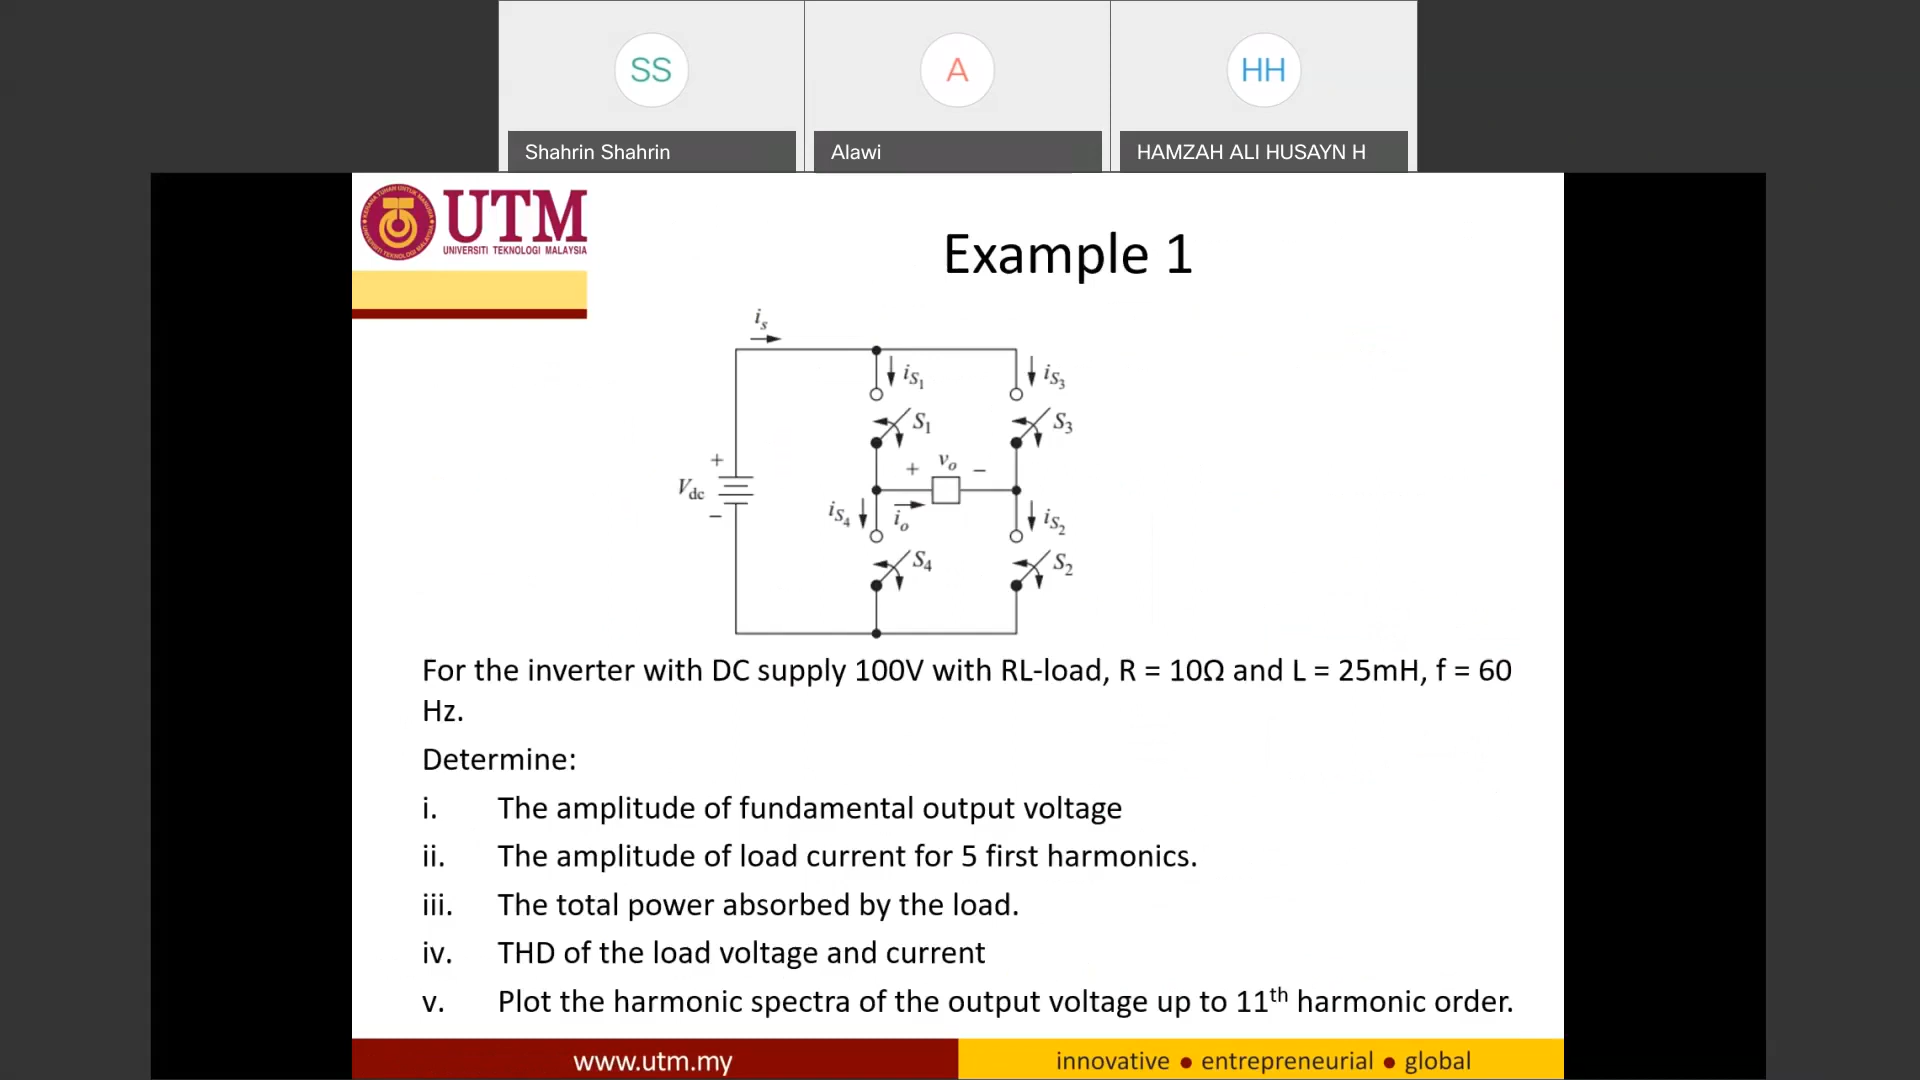 SS
A
HH
Shahrin Shahrin
Alawi
HAMZAH ALI HUSAYN H
UTM
UNIVERSITI TEKNOLOGI MALAYSIA
Example 1
is
iS1
iS3
S1
S3
+
+ vo −
Vdc
−
iS4
io
iS2
S4
S2
For the inverter with DC supply 100V with RL-load, R = 10Ω and L = 25mH, f = 60
Hz.
Determine:
i. The amplitude of fundamental output voltage
ii. The amplitude of load current for 5 first harmonics.
iii. The total power absorbed by the load.
iv. THD of the load voltage and current
v. Plot the harmonic spectra of the output voltage up to 11th harmonic order.
www.utm.my
innovative ● entrepreneurial ● global